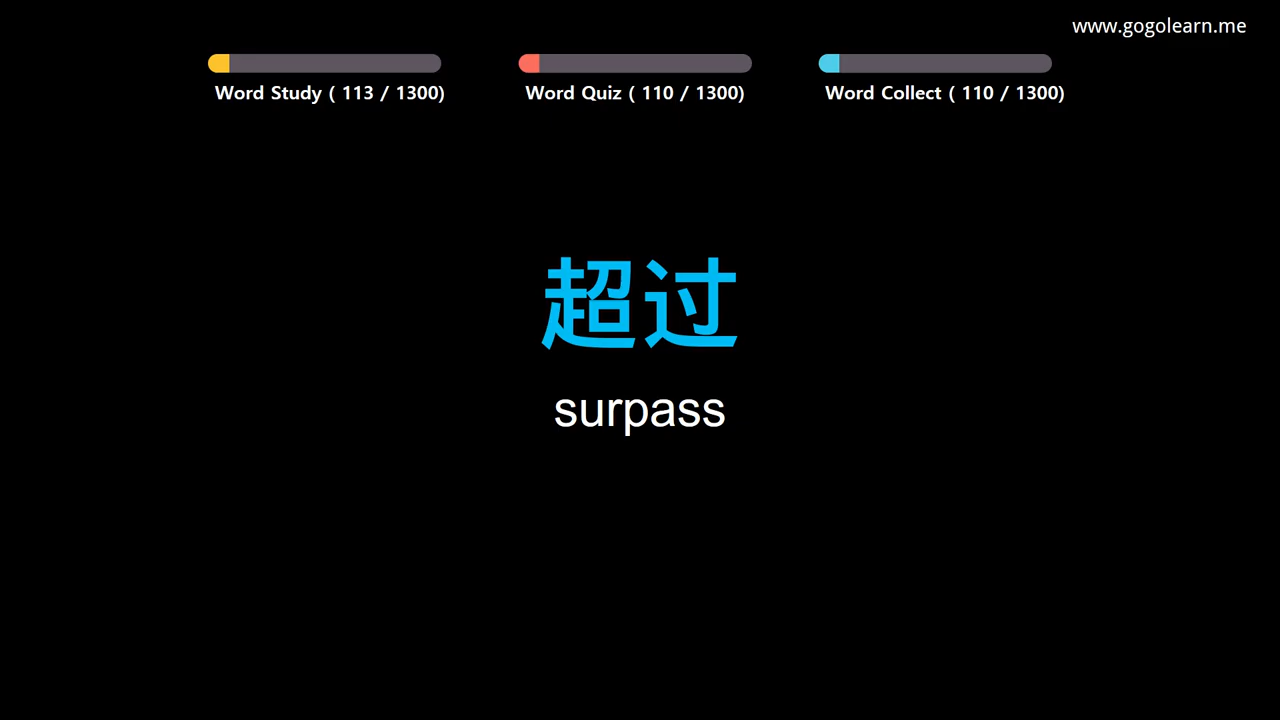 www.gogolearn.me
Word Study ( 113 / 1300)
Word Quiz ( 110 / 1300)
Word Collect ( 110 / 1300)
超过
surpass